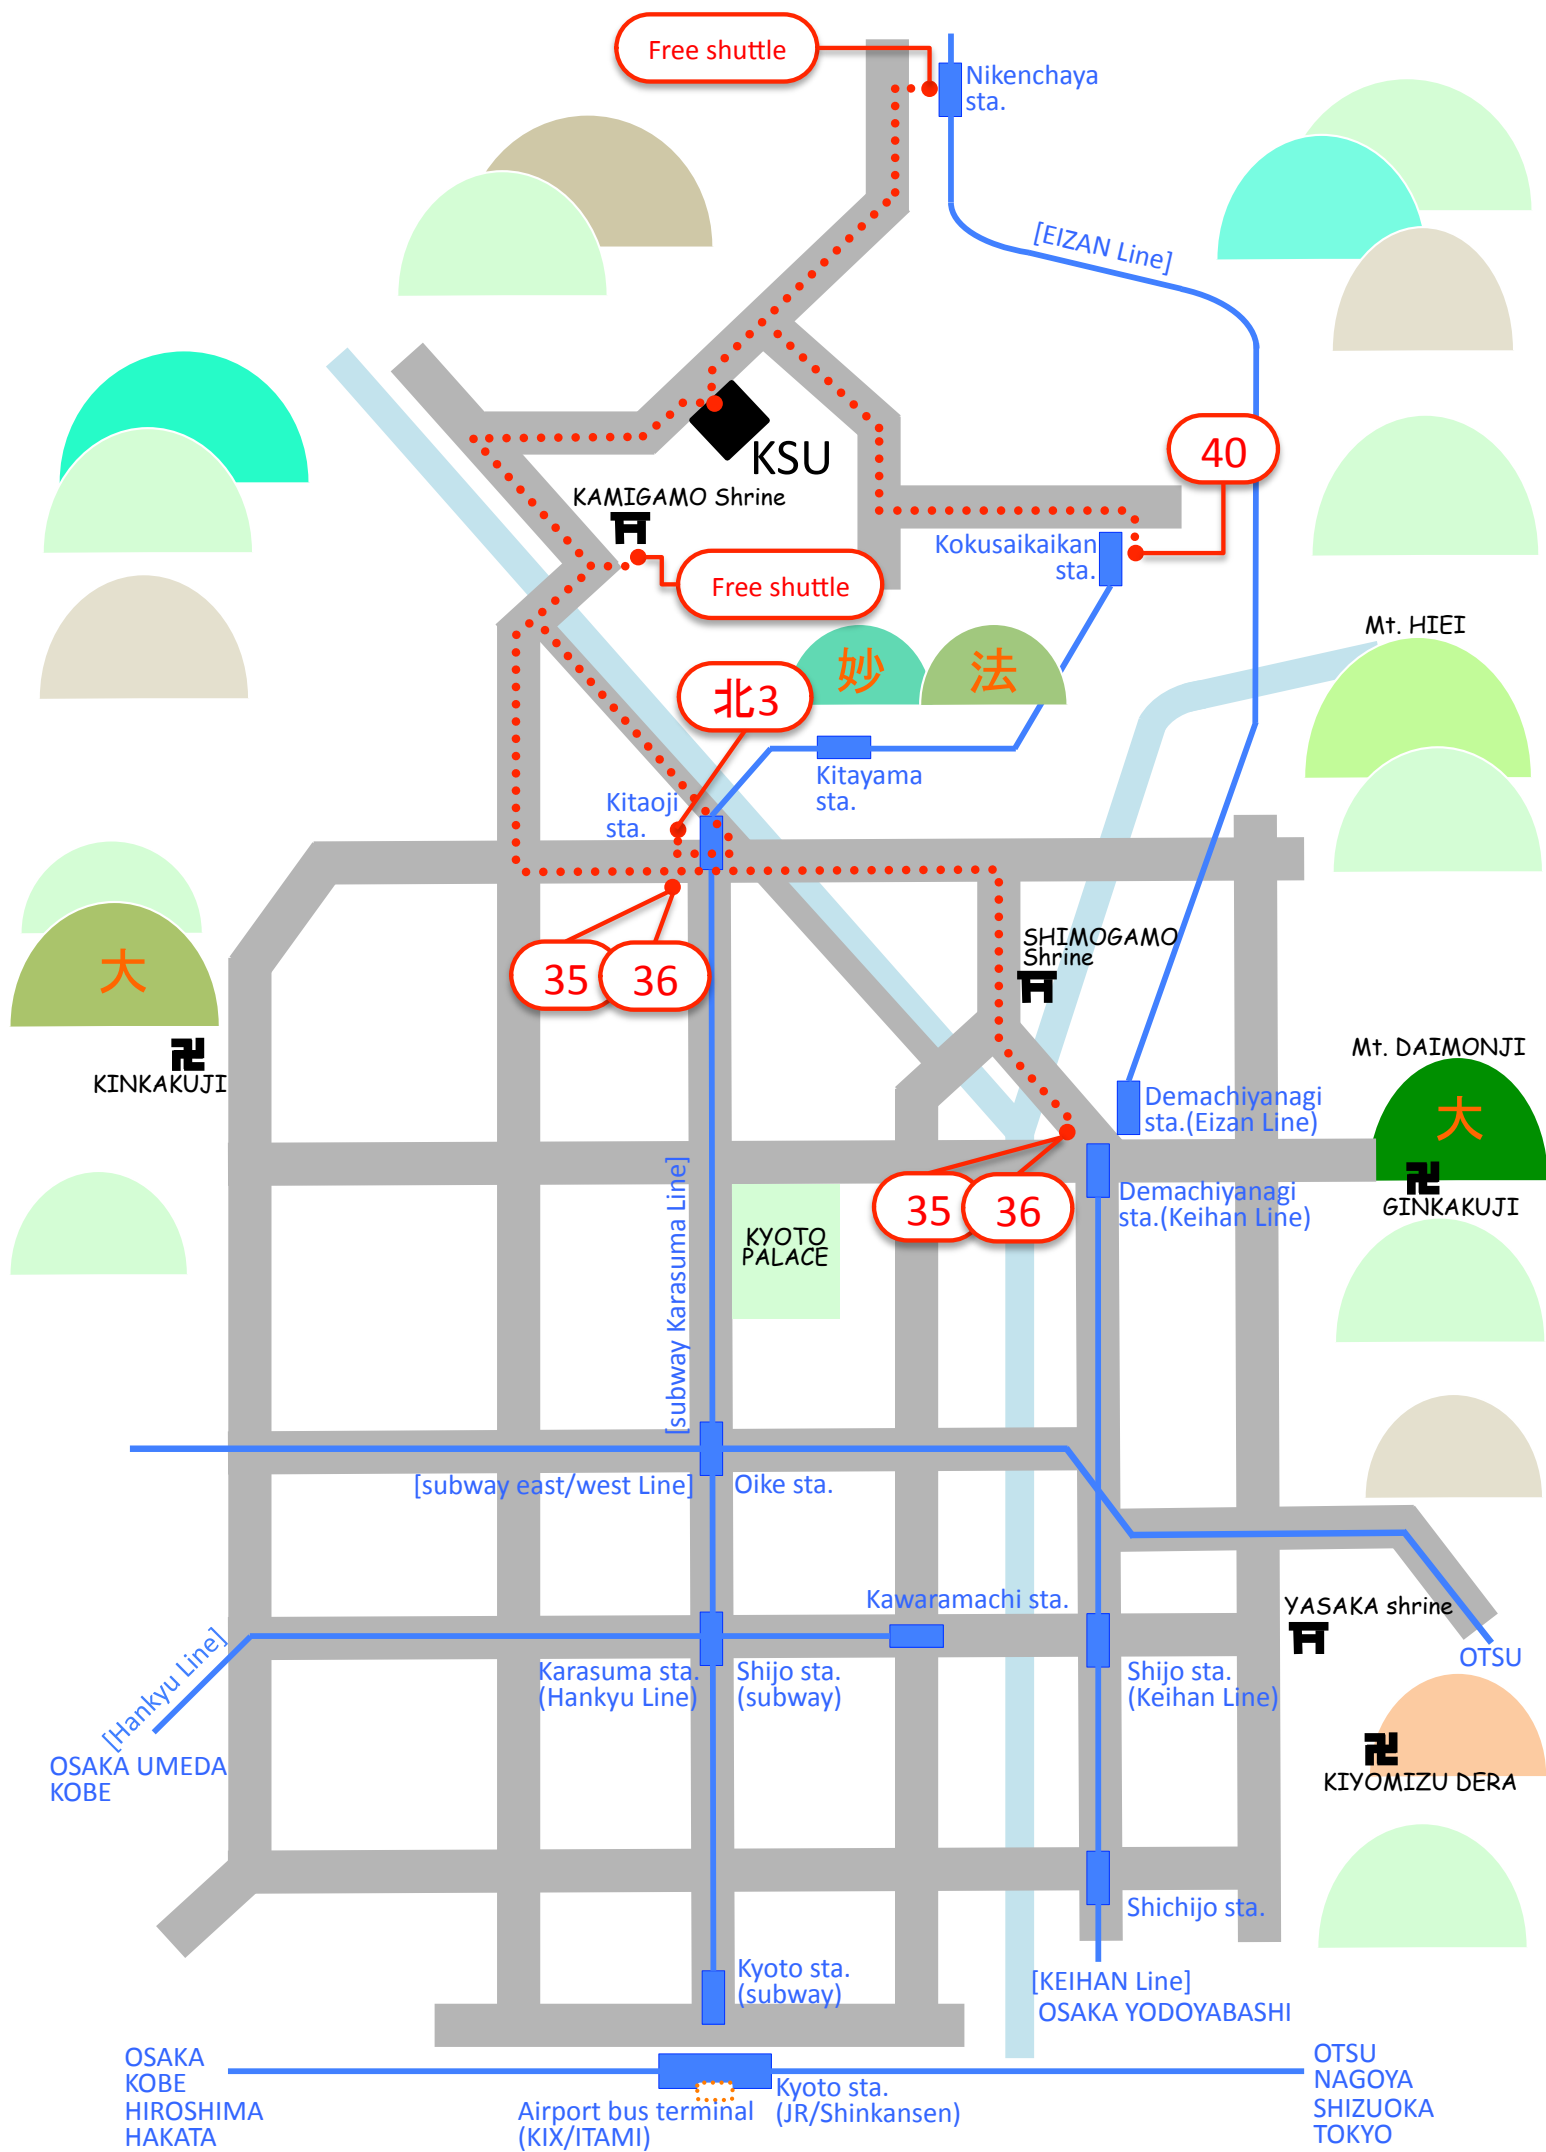 Free shuttle
Nikenchaya
sta.
[EIZAN Line]
40
KSU
KAMIGAMO Shrine
Kokusaikaikan
sta.
Free shuttle
Mt. HIEI
妙
法
北3
Kitayama
sta.
Kitaoji
sta.
SHIMOGAMO
Shrine
大
35
36
KINKAKUJI
Mt. DAIMONJI
大
Demachiyanagi
sta.(Eizan Line)
GINKAKUJI
Demachiyanagi
sta.(Keihan Line)
35
36
KYOTO
PALACE
[subway Karasuma Line]
[subway east/west Line]
Oike sta.
Kawaramachi sta.
YASAKA shrine
OTSU
[Hankyu Line]
Karasuma sta.
(Hankyu Line)
Shijo sta.
(subway)
Shijo sta.
(Keihan Line)
OSAKA UMEDA
KOBE
KIYOMIZU DERA
Shichijo sta.
Kyoto sta.
(subway)
[KEIHAN Line]
OSAKA YODOYABASHI
OSAKA
KOBE
HIROSHIMA
HAKATA
Airport bus terminal
(KIX/ITAMI)
Kyoto sta.
(JR/Shinkansen)
OTSU
NAGOYA
SHIZUOKA
TOKYO